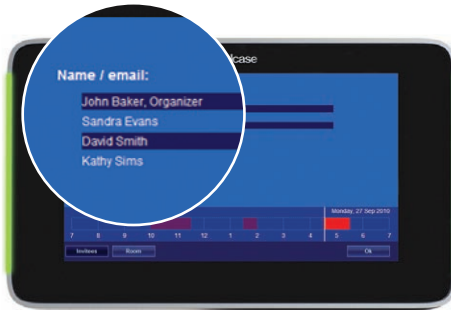 lcase
Name / email:
John Baker, Organizer
Sandra Evans
David Smith
Kathy Sims
Monday, 27 Sep 2010
7 8 9 10 11 12 1 2 3 4 5 6 7
Invitees Room Ok